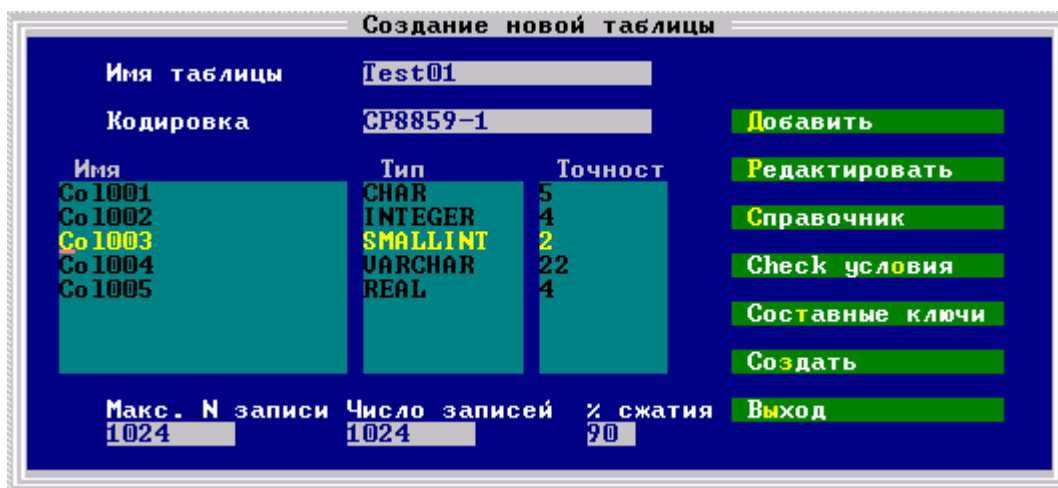 Создание новой таблицы
Имя таблицы Test01
Кодировка CP8859-1
Имя Тип Точност
Col001 CHAR 5
Col002 INTEGER 4
Col003 SMALLINT 2
Col004 VARCHAR 22
Col005 REAL 4
Добавить
Редактировать
Справочник
Check условия
Составные ключи
Создать
Выход
Макс. N записи Число записей % сжатия
1024 1024 90